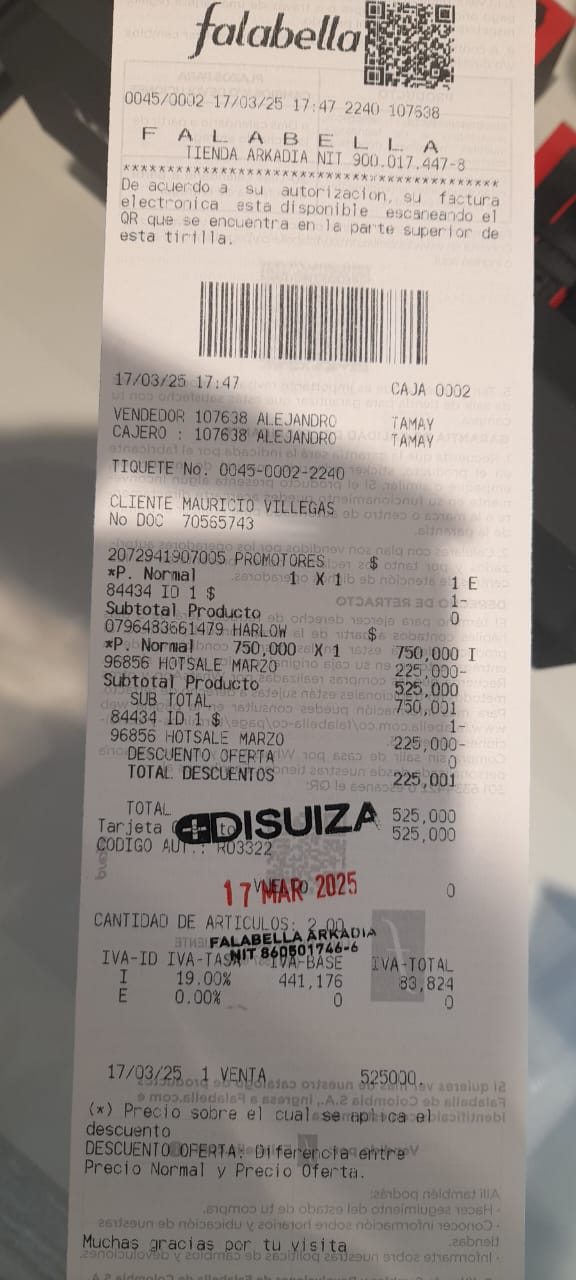 falabella
0045/0002 17/03/25 17:47 2240 107638
F A L A B E L L A
TIENDA ARKADIA NIT 900.017.447-8
************************************************
De acuerdo a su autorizacion, su factura
electronica esta disponible escaneando el
QR que se encuentra en la parte superior de
esta tirilla.
17/03/25 17:47 CAJA 0002
VENDEDOR 107638 ALEJANDRO TAMAY
CAJERO : 107638 ALEJANDRO TAMAY
TIQUETE No. 0045-0002-2240
CLIENTE MAURICIO VILLEGAS
No DOC 70565743
2072941907005 PROMOTORES $
*P. Normal 1 X 1 1 E
84434 ID 1 $ 1-
Subtotal Producto 0
0796483661479 HARLOW $
*P. Normal 750,000 X 1 750,000 I
96856 HOTSALE MARZO 225,000-
Subtotal Producto 525,000
SUB TOTAL 750,001
84434 ID 1 $ 1-
96856 HOTSALE MARZO 225,000-
DESCUENTO OFERTA 0
TOTAL DESCUENTOS 225,001
TOTAL 525,000
Tarjeta 525,000
DISUIZA
CODIGO AUT.: R03322
VUELTO 0
17 MAR 2025
CANTIDAD DE ARTICULOS: 2.00
FALABELLA ARKADIA
NIT 860501746-6
IVA-ID IVA-TASA IVA-BASE IVA-TOTAL
I 19.00% 441,176 83,824
E 0.00% 0 0
17/03/25 1 VENTA 525000.
(*) Precio sobre el cual se aplica el
descuento
DESCUENTO OFERTA: Diferencia entre
Precio Normal y Precio Oferta.
Muchas gracias por tu visita